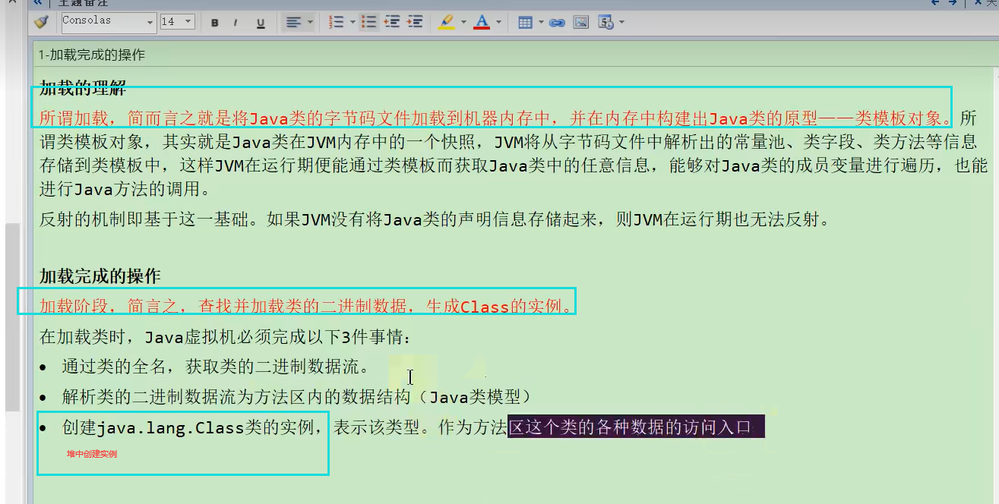 主题备注
Consolas
14
B I U
1-加载完成的操作
加载的理解
所谓加载，简而言之就是将Java类的字节码文件加载到机器内存中，并在内存中构建出Java类的原型——类模板对象。所
谓类模板对象，其实就是Java类在JVM内存中的一个快照，JVM将从字节码文件中解析出的常量池、类字段、类方法等信息
存储到类模板中，这样JVM在运行期便能通过类模板而获取Java类中的任意信息，能够对Java类的成员变量进行遍历，也能
进行Java方法的调用。
反射的机制即基于这一基础。如果JVM没有将Java类的声明信息存储起来，则JVM在运行期也无法反射。
加载完成的操作
加载阶段，简言之，查找并加载类的二进制数据，生成Class的实例。
在加载类时，Java虚拟机必须完成以下3件事情：
• 通过类的全名，获取类的二进制数据流。
• 解析类的二进制数据流为方法区内的数据结构（Java类模型）
• 创建java.lang.Class类的实例，表示该类型。作为方法区这个类的各种数据的访问入口
堆中创建实例